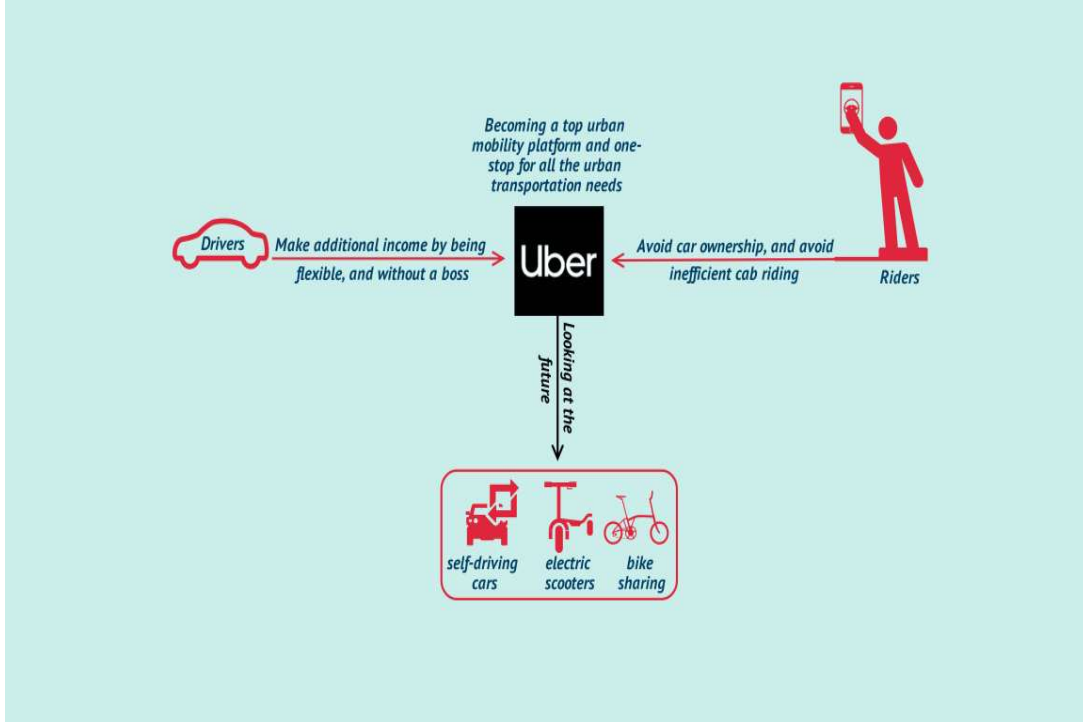 Becoming a top urban
mobility platform and one-
stop for all the urban
transportation needs
Drivers
Make additional income by being
flexible, and without a boss
Uber
Avoid car ownership, and avoid
inefficient cab riding
Riders
Looking at the
future
self-driving
cars
electric
scooters
bike
sharing